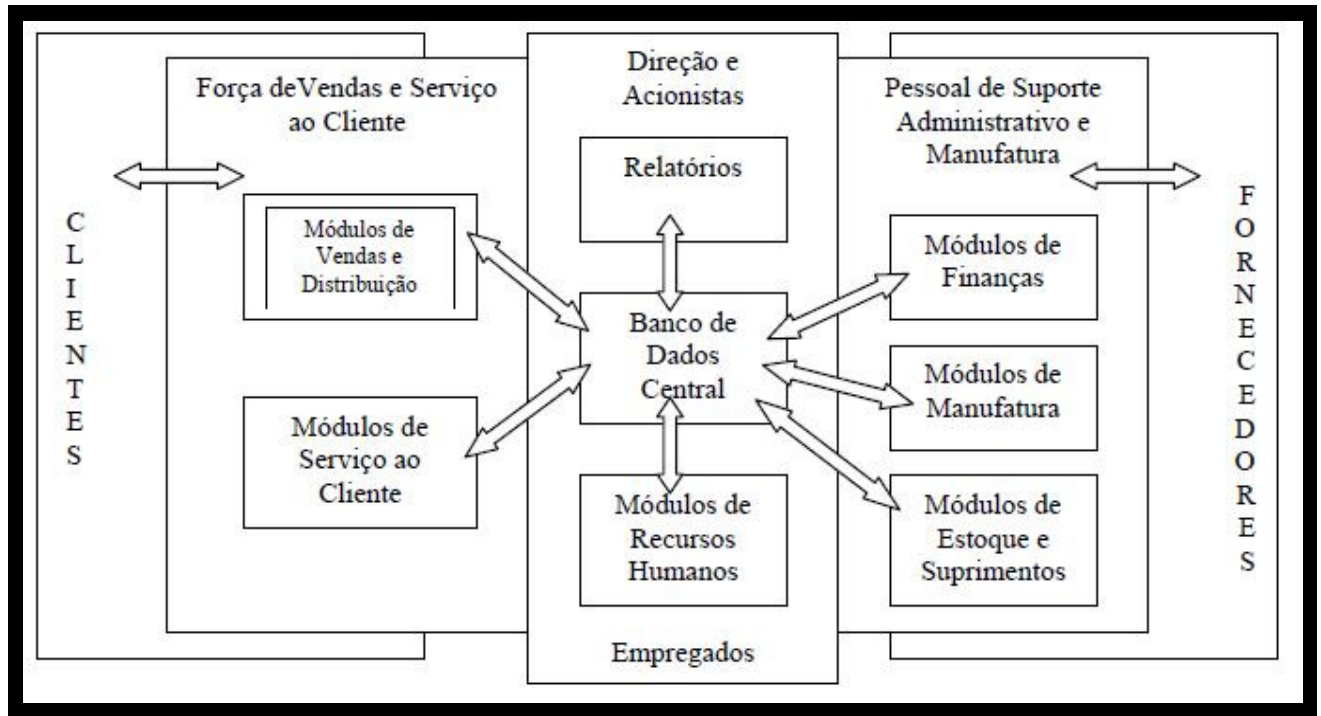 CLIENTES
Força deVendas e Serviço
ao Cliente
Módulos de
Vendas e
Distribuição
Módulos de
Serviço ao
Cliente
Direção e
Acionistas
Relatórios
Banco de
Dados
Central
Módulos de
Recursos
Humanos
Empregados
Pessoal de Suporte
Administrativo e
Manufatura
Módulos de
Finanças
Módulos de
Manufatura
Módulos de
Estoque e
Suprimentos
FORNECEDORES